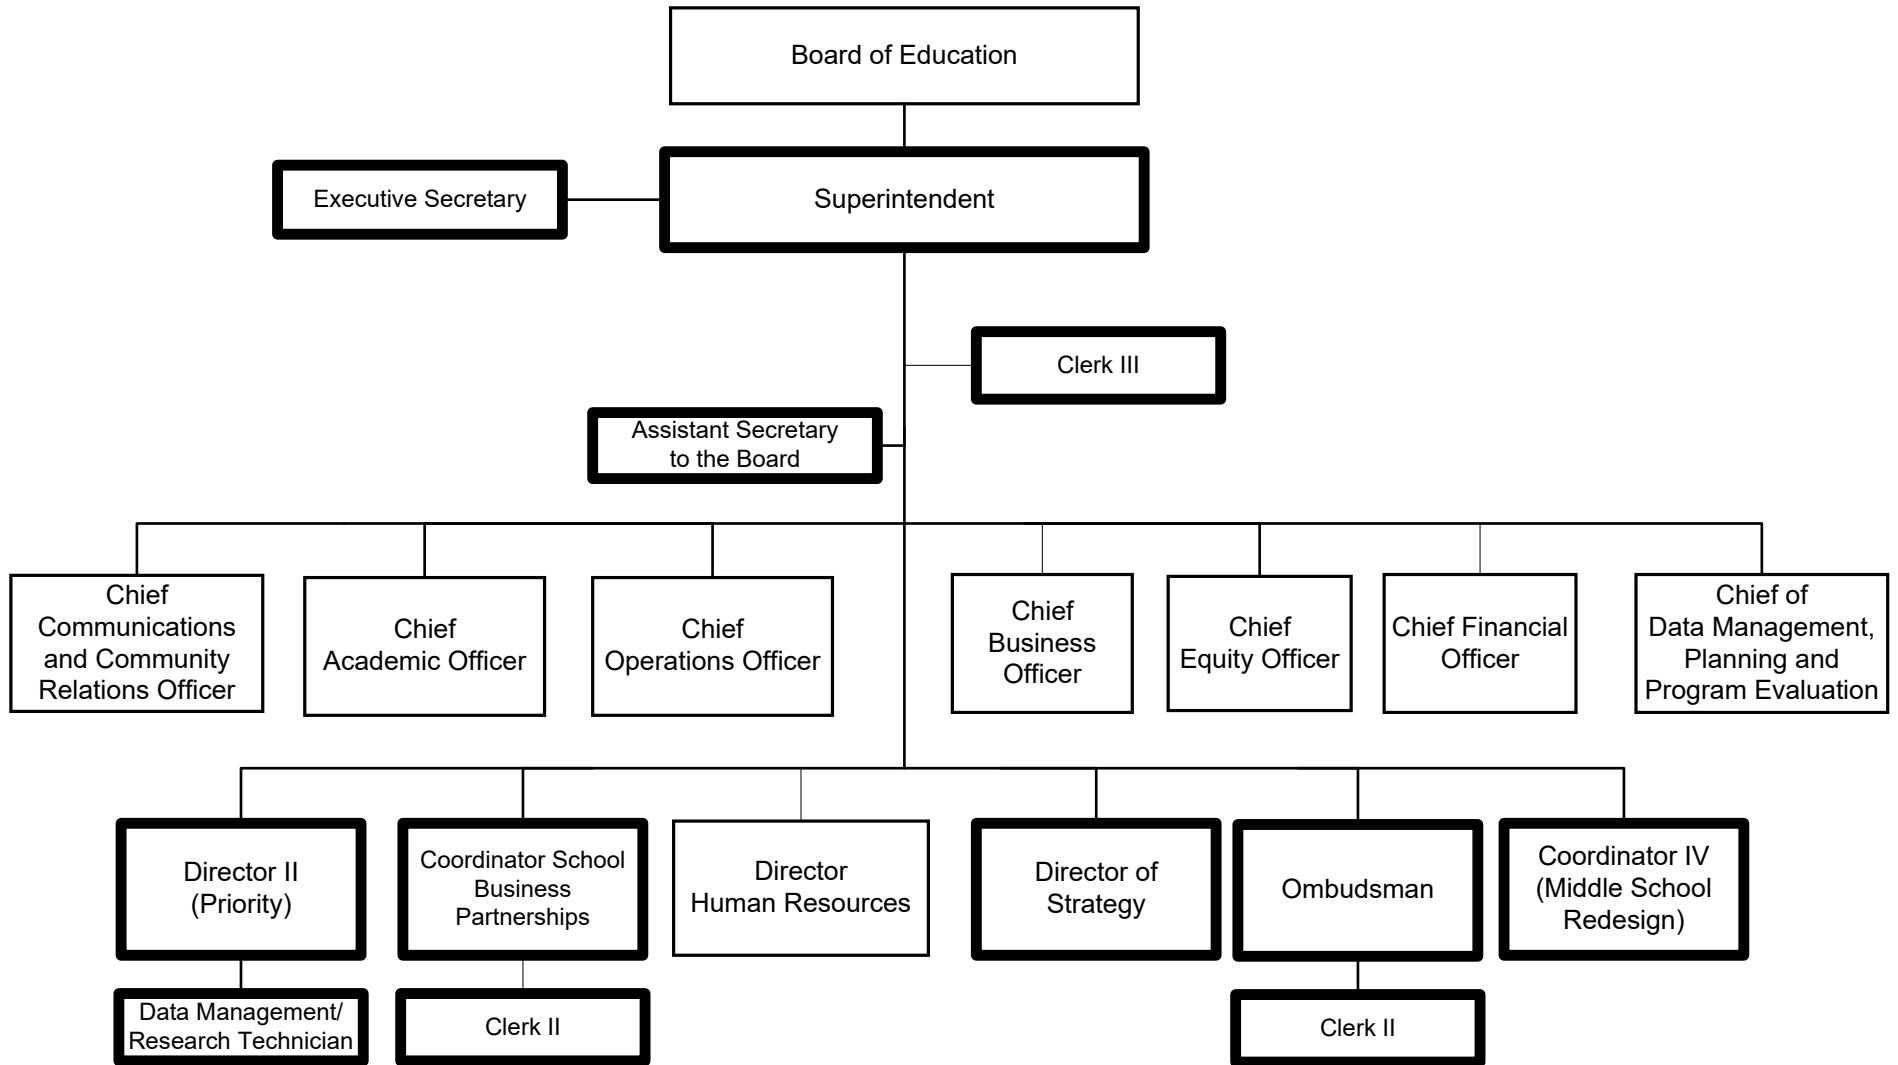 Board of Education
Executive Secretary
Superintendent
Clerk III
Assistant Secretary
to the Board
Chief
Communications
and Community
Relations Officer
Chief
Academic Officer
Chief
Operations Officer
Chief
Business
Officer
Chief
Equity Officer
Chief Financial
Officer
Chief of
Data Management,
Planning and
Program Evaluation
Director II
(Priority)
Coordinator School
Business
Partnerships
Director
Human Resources
Director of
Strategy
Ombudsman
Coordinator IV
(Middle School
Redesign)
Data Management/
Research Technician
Clerk II
Clerk II